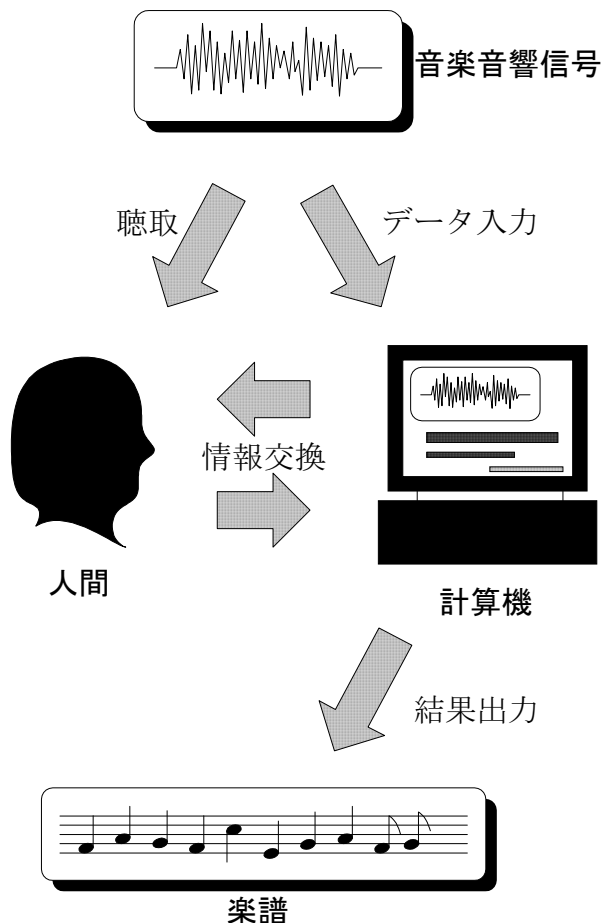 音楽音響信号
聴取
データ入力
情報交換
人間
計算機
結果出力
楽譜